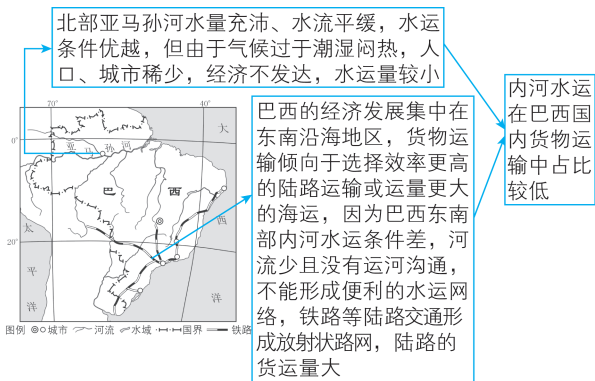 北部亚马孙河水量充沛、水流平缓，水运
条件优越，但由于气候过于潮湿闷热，人
口、城市稀少，经济不发达，水运量较小
内河水运
在巴西国
内货物运
输中占比
较低
巴西的经济发展集中在
东南沿海地区，货物运
输倾向于选择效率更高
的陆路运输或运量更大
的海运，因为巴西东南
部内河水运条件差，河
流少且没有运河沟通，
不能形成便利的水运网
络，铁路等陆路交通形
成放射状路网，陆路的
货运量大
70° 40°
0°
20°
亚马孙河
巴西
大西洋
太平洋
图例 城市 河流 水域 国界 铁路